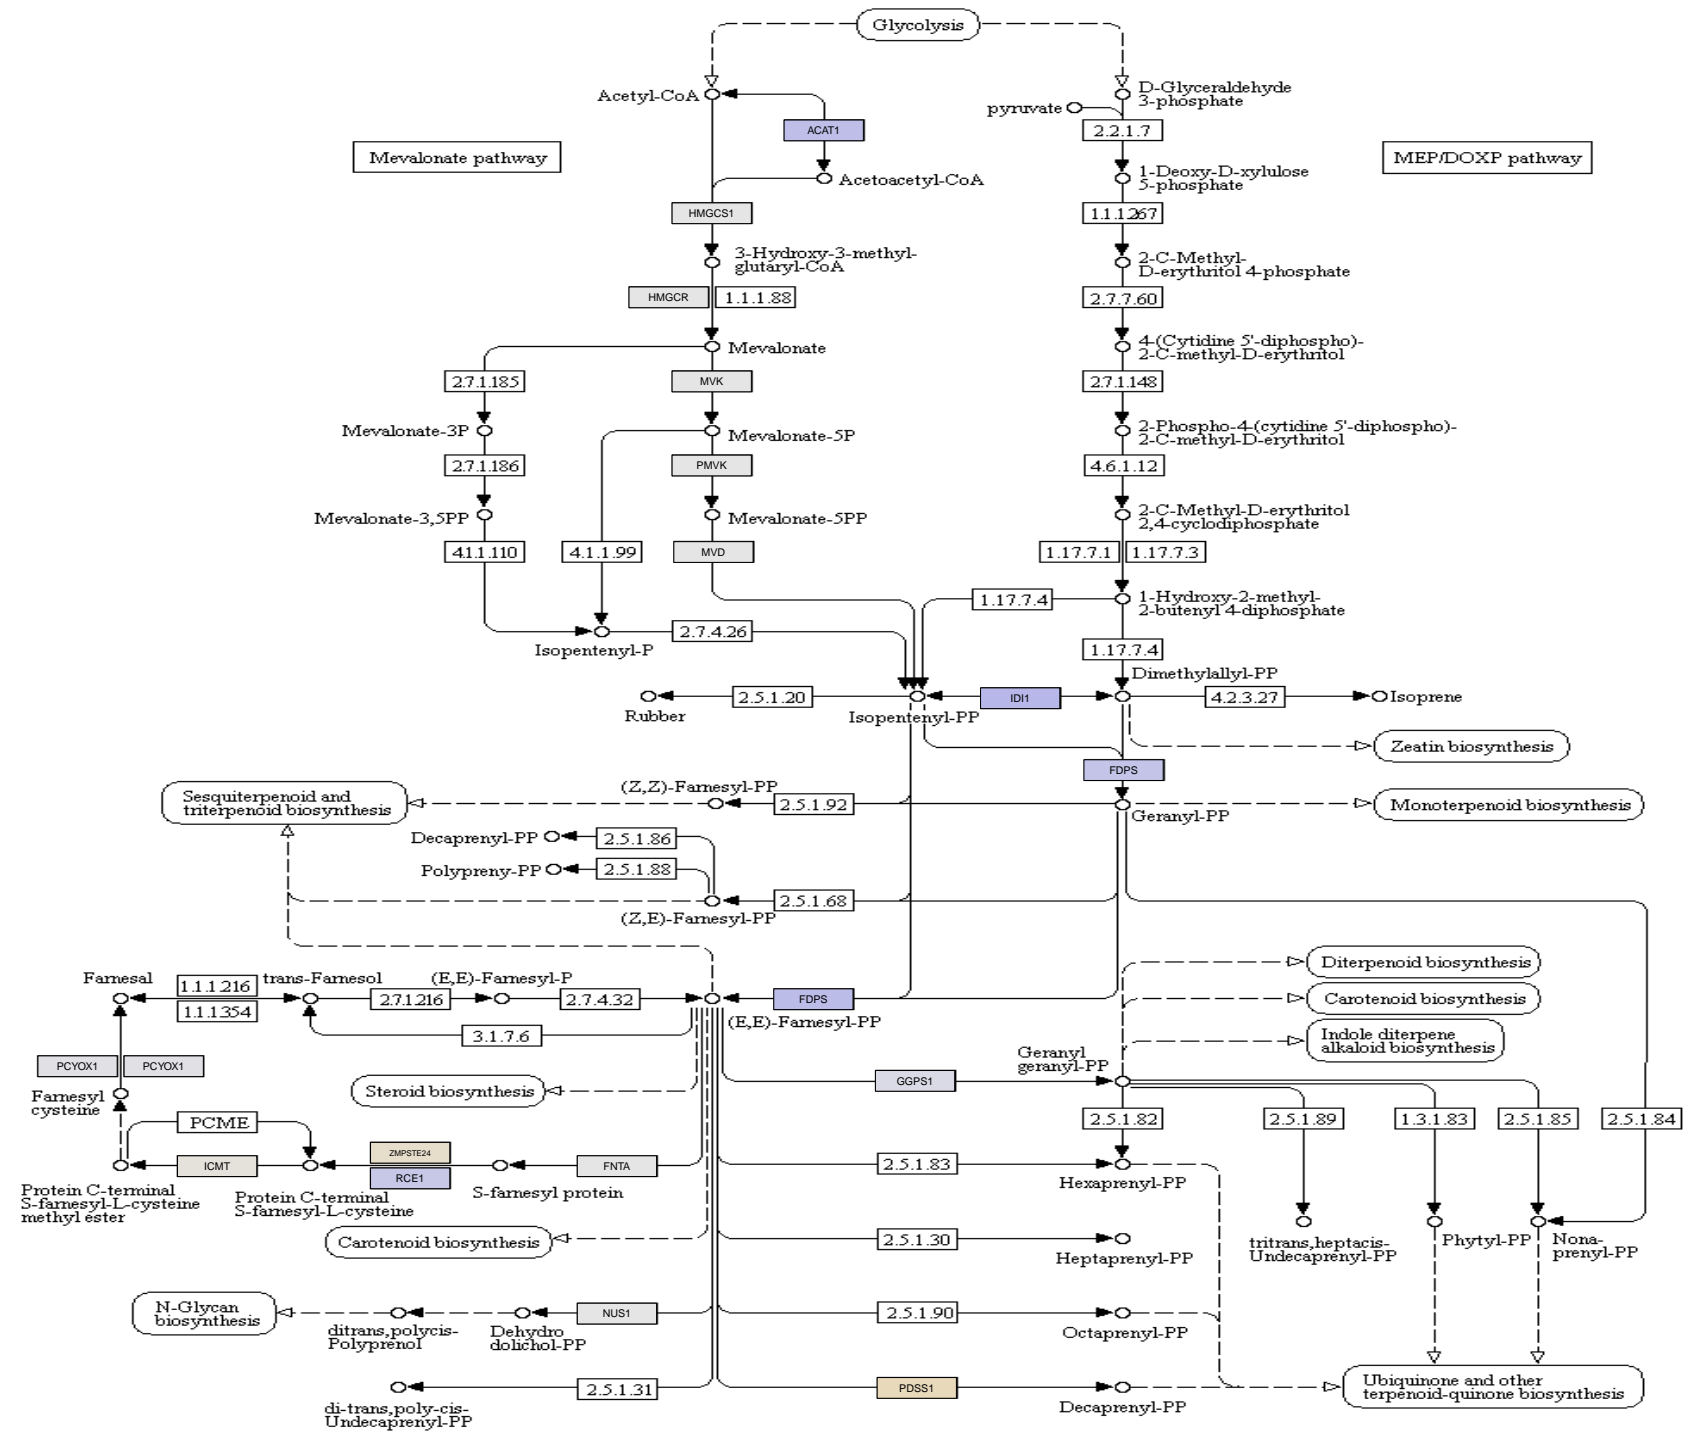 Glycolysis
Acetyl-CoA
D-Glyceraldehyde
3-phosphate
pyruvate
ACAT1
2.2.1.7
Mevalonate pathway
MEP/DOXP pathway
Acetoacetyl-CoA
1-Deoxy-D-xylulose
5-phosphate
HMGCS1
1.1.1.267
3-Hydroxy-3-methyl-
glutaryl-CoA
2-C-Methyl-
D-erythritol 4-phosphate
HMGCR
1.1.1.88
2.7.7.60
Mevalonate
4-(Cytidine 5'-diphospho)-
2-C-methyl-D-erythritol
2.7.1.185
MVK
2.7.1.148
Mevalonate-3P
Mevalonate-5P
2-Phospho-4-(cytidine 5'-diphospho)-
2-C-methyl-D-erythritol
2.7.1.186
PMVK
4.6.1.12
Mevalonate-3,5PP
Mevalonate-5PP
2-C-Methyl-D-erythritol
2,4-cyclodiphosphate
4.1.1.110
4.1.1.99
MVD
1.17.7.1
1.17.7.3
1.17.7.4
1-Hydroxy-2-methyl-
2-butenyl 4-diphosphate
2.7.4.26
Isopentenyl-P
1.17.7.4
Dimethylallyl-PP
2.5.1.20
IDI1
4.2.3.27
Isoprene
Rubber
Isopentenyl-PP
Zeatin biosynthesis
FDPS
(Z,Z)-Farnesyl-PP
Sesquiterpenoid and
triterpenoid biosynthesis
2.5.1.92
Monoterpenoid biosynthesis
Geranyl-PP
Decaprenyl-PP
2.5.1.86
Polypreny-PP
2.5.1.88
2.5.1.68
(Z,E)-Farnesyl-PP
Diterpenoid biosynthesis
Farnesal
1.1.1.216
trans-Farnesol
(E,E)-Farnesyl-P
2.7.1.216
2.7.4.32
FDPS
Carotenoid biosynthesis
1.1.1.354
(E,E)-Farnesyl-PP
3.1.7.6
Indole diterpene
alkaloid biosynthesis
PCYOX1
PCYOX1
Geranyl
geranyl-PP
GGPS1
Steroid biosynthesis
Farnesyl
cysteine
PCME
2.5.1.82
2.5.1.89
1.3.1.83
2.5.1.85
2.5.1.84
ZMPSTE24
ICMT
RCE1
FNTA
2.5.1.83
Hexaprenyl-PP
Protein C-terminal
S-farnesyl-L-cysteine
methyl ester
Protein C-terminal
S-farnesyl-L-cysteine
S-farnesyl protein
Carotenoid biosynthesis
2.5.1.30
Heptaprenyl-PP
tritrans,heptacis-
Undecaprenyl-PP
Phytyl-PP
Nona-
prenyl-PP
N-Glycan
biosynthesis
NUS1
2.5.1.90
ditrans,polycis-
Polyprenol
Dehydro
dolichol-PP
Octaprenyl-PP
2.5.1.31
PDSS1
Ubiquinone and other
terpenoid-quinone biosynthesis
di-trans,poly-cis-
Undecaprenyl-PP
Decaprenyl-PP